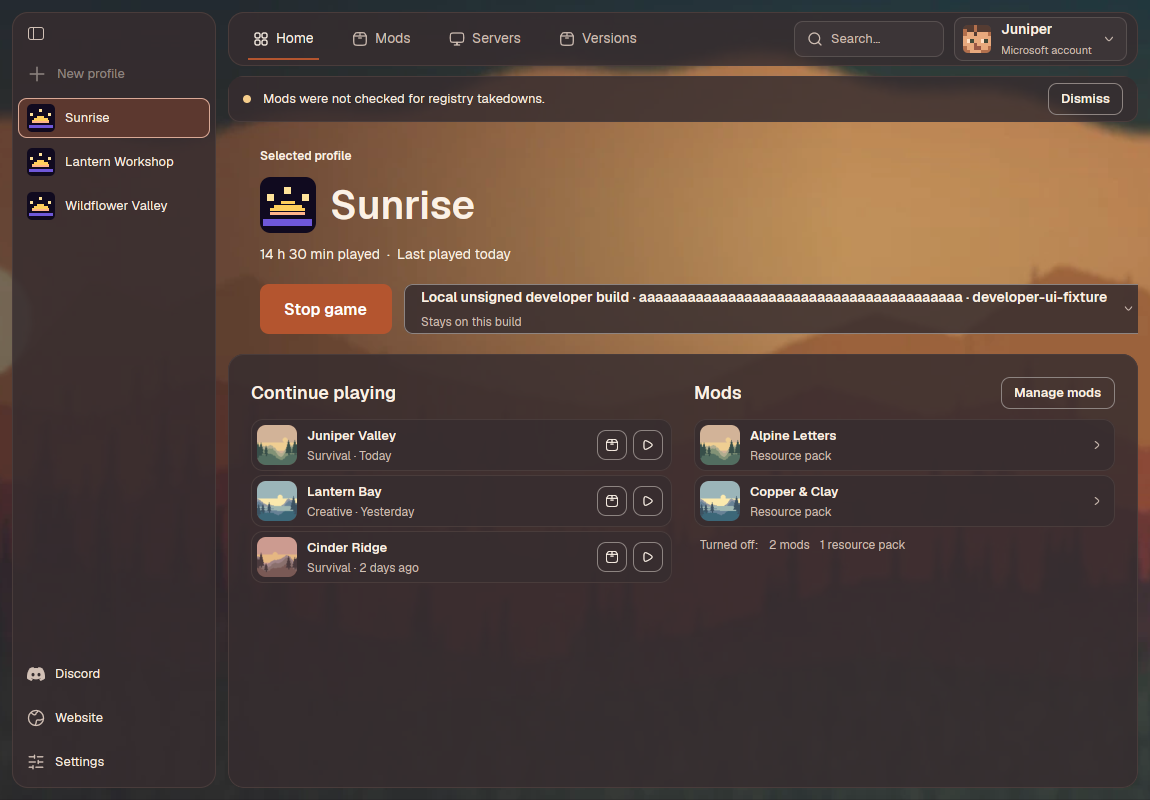 New profile
Sunrise
Lantern Workshop
Wildflower Valley
Discord
Website
Settings
Home
Mods
Servers
Versions
Search...
Juniper
Microsoft account
Mods were not checked for registry takedowns.
Dismiss
Selected profile
Sunrise
14 h 30 min played · Last played today
Stop game
Local unsigned developer build · aaaaaaaaaaaaaaaaaaaaaaaaaaaaaaaaaaaaaaaa · developer-ui-fixture
Stays on this build
Continue playing
Juniper Valley
Survival · Today
Lantern Bay
Creative · Yesterday
Cinder Ridge
Survival · 2 days ago
Mods
Manage mods
Alpine Letters
Resource pack
Copper & Clay
Resource pack
Turned off: 2 mods 1 resource pack